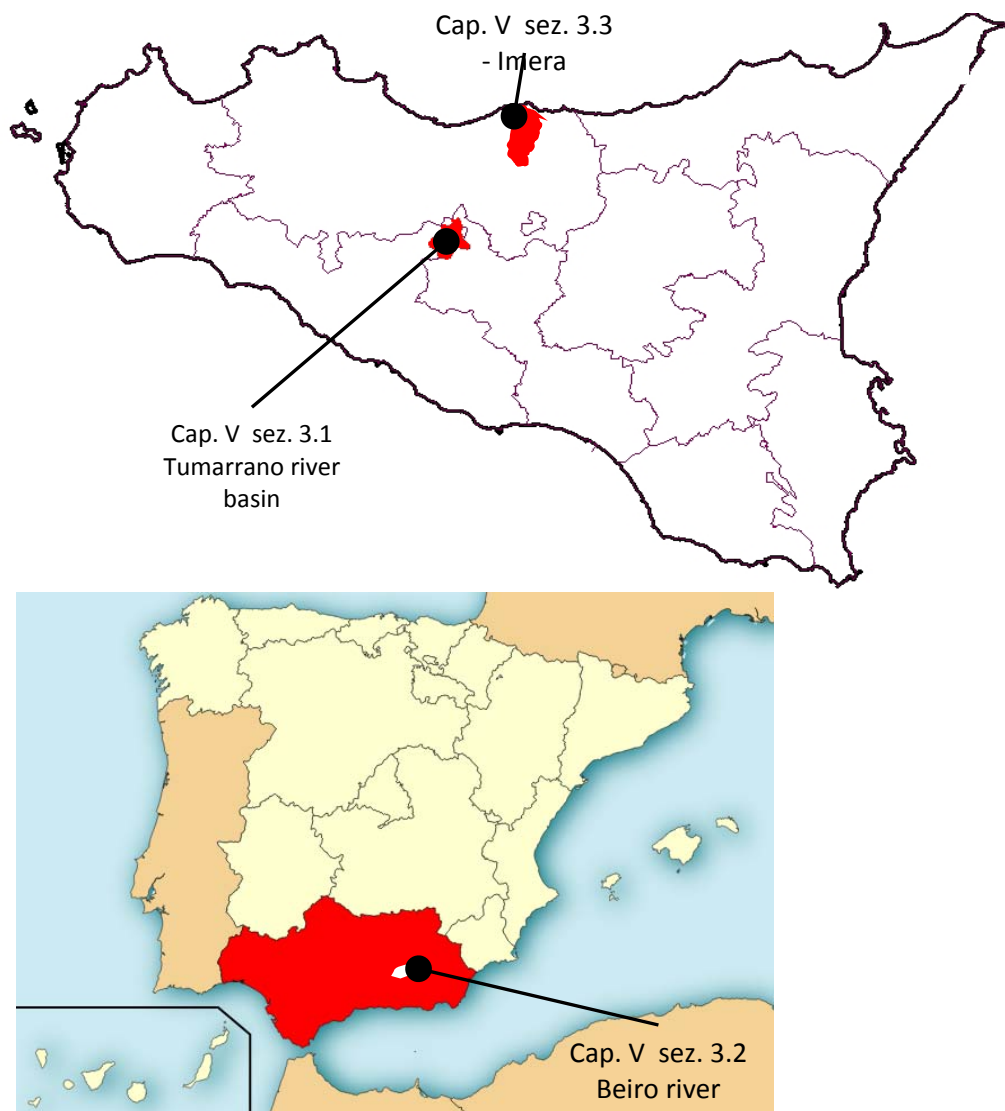 Cap. V sez. 3.3
- Imera
Cap. V sez. 3.1
Tumarrano river
basin
Cap. V sez. 3.2
Beiro river